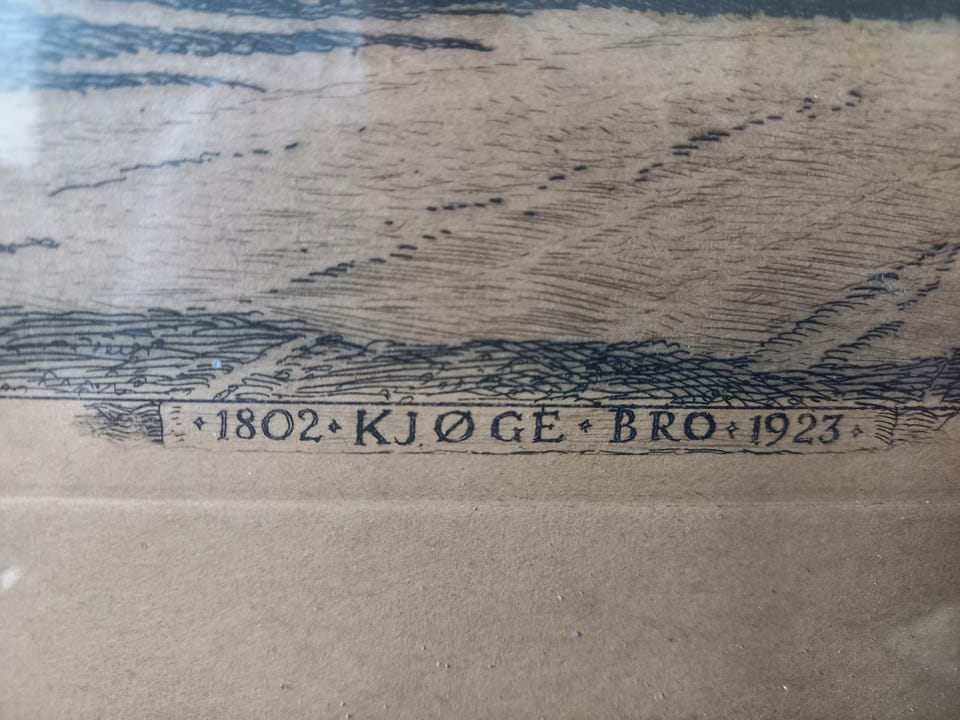 · 1802 · KJØGE · BRO · 1923 ·